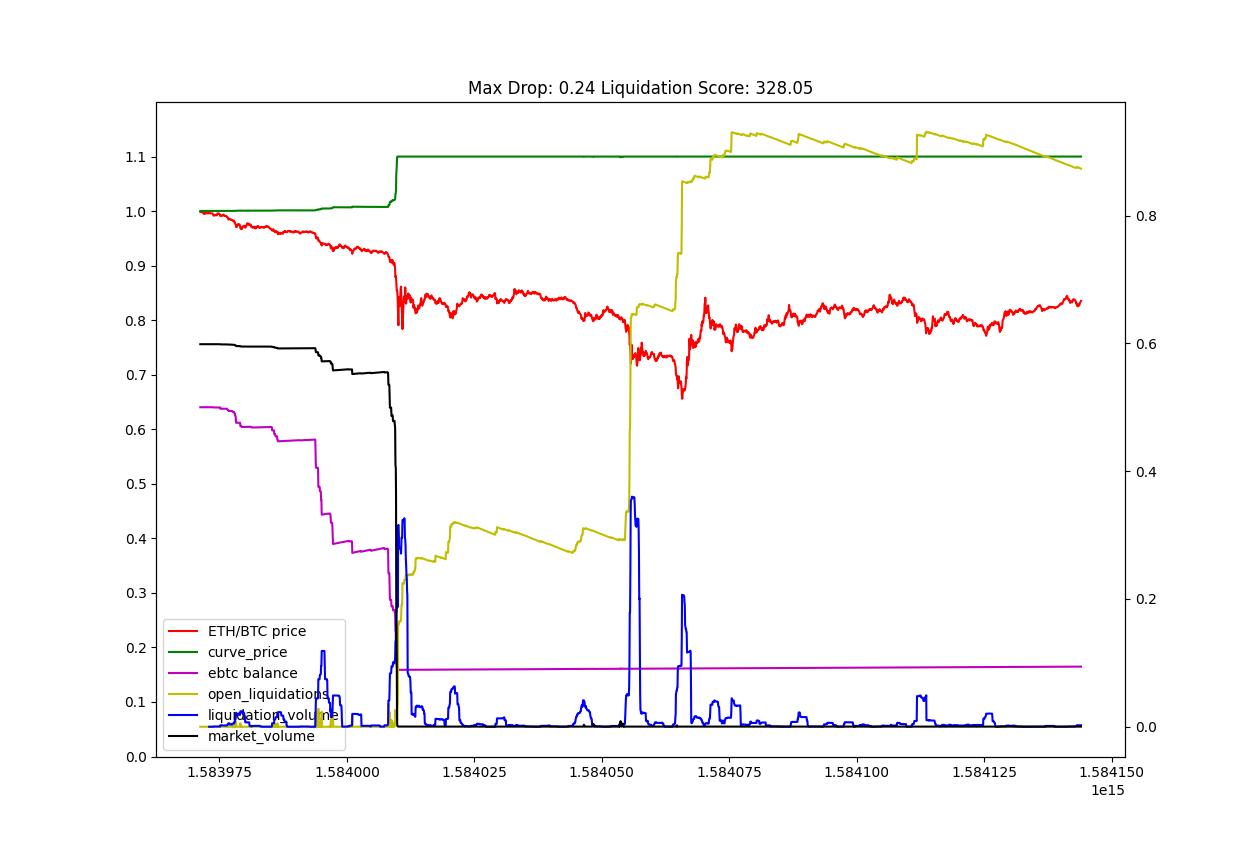 Max Drop: 0.24 Liquidation Score: 328.05
1.1
1.0
0.9
0.8
0.7
0.6
0.5
0.4
0.3
0.2
0.1
0.0
0.8
0.6
0.4
0.2
0.0
ETH/BTC price
curve_price
ebtc balance
open_liquidations
liquidation_volume
market_volume
1.583975 1.584000 1.584025 1.584050 1.584075 1.584100 1.584125 1.584150
1e15